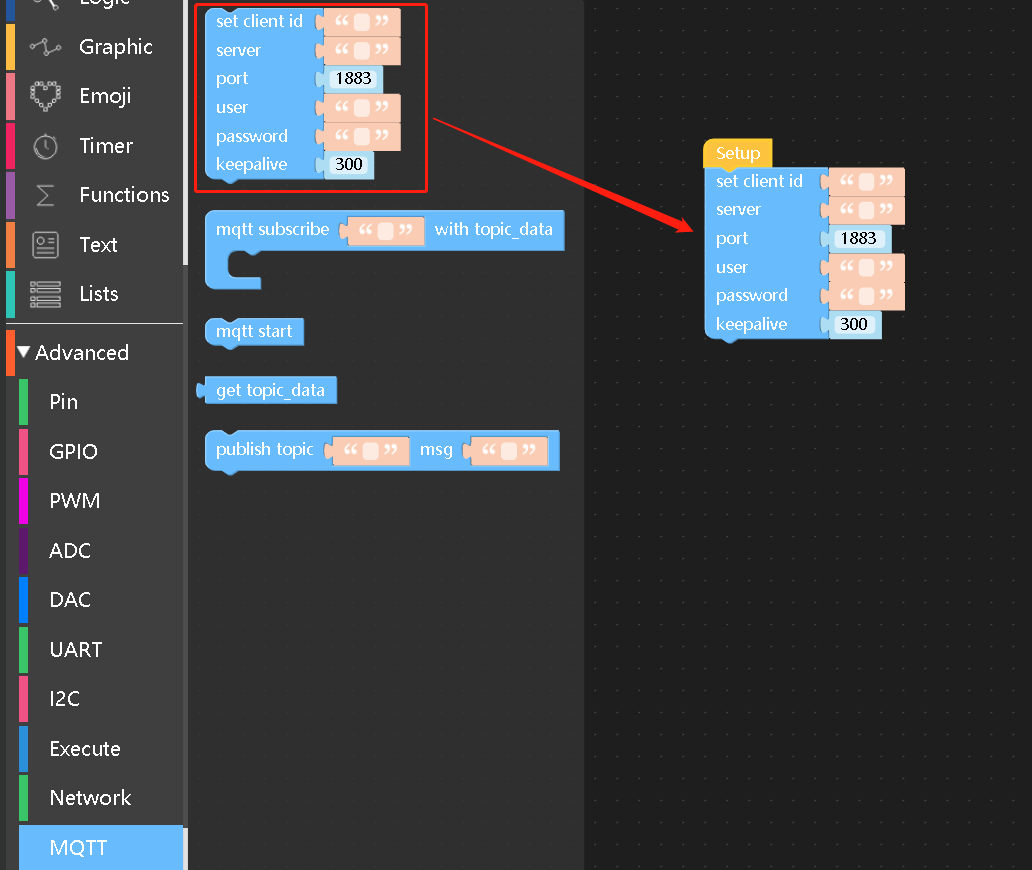 Logic
Graphic
Emoji
Timer
Functions
Text
Lists
Advanced
Pin
GPIO
PWM
ADC
DAC
UART
I2C
Execute
Network
MQTT
set client id “ ”
server “ ”
port 1883
user “ ”
password “ ”
keepalive 300
mqtt subscribe “ ” with topic_data
mqtt start
get topic_data
publish topic “ ” msg “ ”
Setup
set client id “ ”
server “ ”
port 1883
user “ ”
password “ ”
keepalive 300